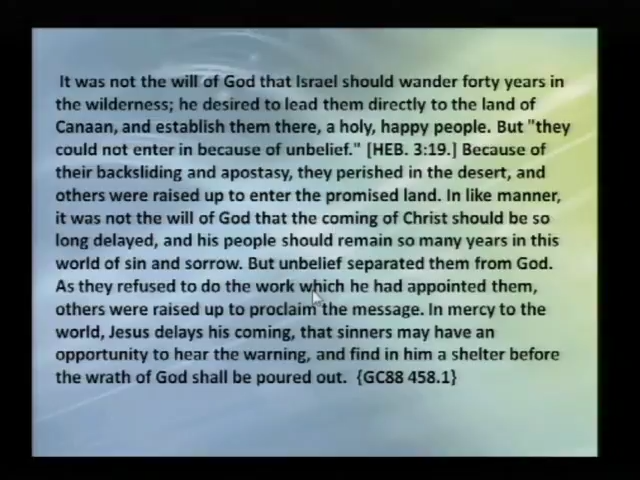 It was not the will of God that Israel should wander forty years in
the wilderness; he desired to lead them directly to the land of
Canaan, and establish them there, a holy, happy people. But "they
could not enter in because of unbelief." [HEB. 3:19.] Because of
their backsliding and apostasy, they perished in the desert, and
others were raised up to enter the promised land. In like manner,
it was not the will of God that the coming of Christ should be so
long delayed, and his people should remain so many years in this
world of sin and sorrow. But unbelief separated them from God.
As they refused to do the work which he had appointed them,
others were raised up to proclaim the message. In mercy to the
world, Jesus delays his coming, that sinners may have an
opportunity to hear the warning, and find in him a shelter before
the wrath of God shall be poured out. {GC88 458.1}